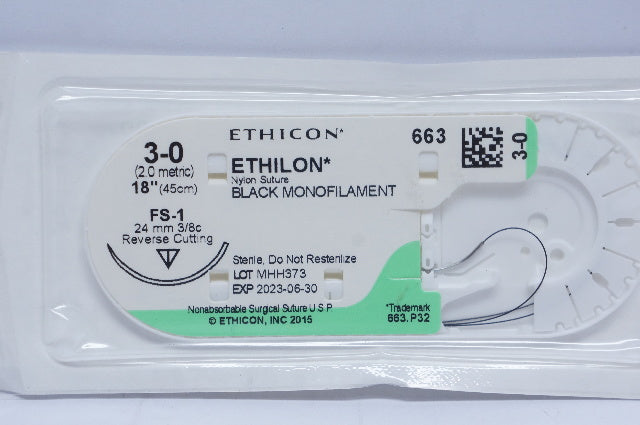 ETHICON*
663
3-0
3-0
(2.0 metric)
18" (45cm)
ETHILON*
Nylon Suture
BLACK MONOFILAMENT
FS-1
24 mm 3/8c
Reverse Cutting
Sterile, Do Not Resterilize
LOT MHH373
EXP 2023-06-30
Nonabsorbable Surgical Suture U.S.P.
© ETHICON, INC 2015
*Trademark
663.P32